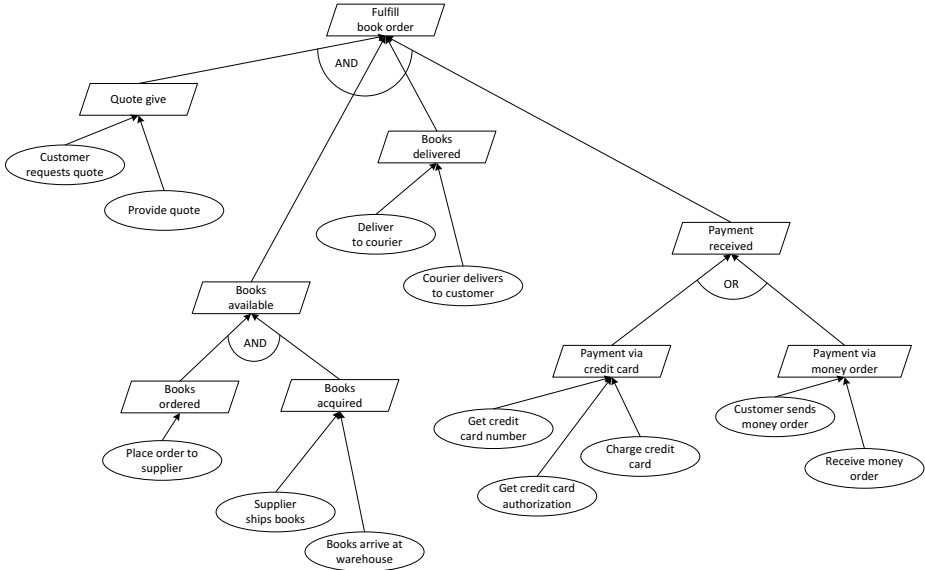 Fulfill
book order
AND
Quote give
Customer
requests quote
Provide quote
Books
delivered
Deliver
to courier
Courier delivers
to customer
Payment
received
OR
Books
available
AND
Books
ordered
Books
acquired
Place order to
supplier
Supplier
ships books
Books arrive at
warehouse
Payment via
credit card
Payment via
money order
Get credit
card number
Get credit card
authorization
Charge credit
card
Customer sends
money order
Receive money
order